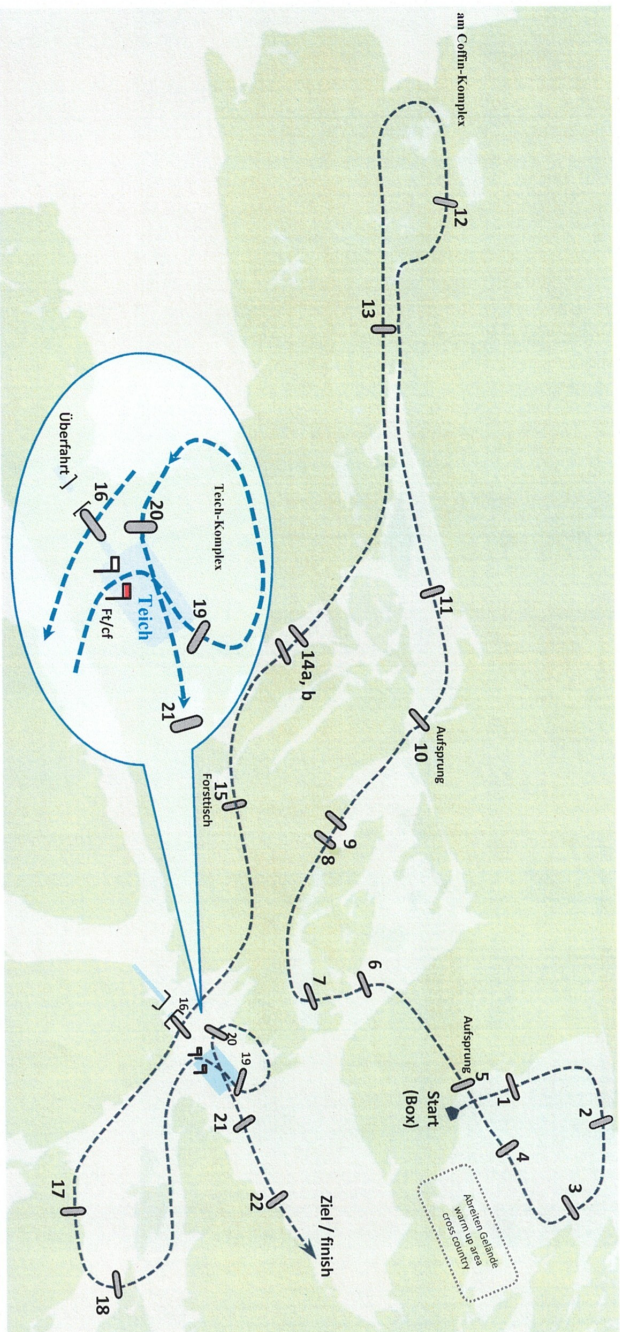 am Coffin-Komplex
12
13
11
Aufsprung
10
14a, b
9
8
15
Forsttisch
7
6
Aufsprung
5
1
Start
(Box)
2
4
3
Abreiten Gelände
warm up area
cross country
Teich-Komplex
Überfahrt
16
20
19
Teich
Ft/cf
21
16
20
19
21
22
Ziel / finish
17
18